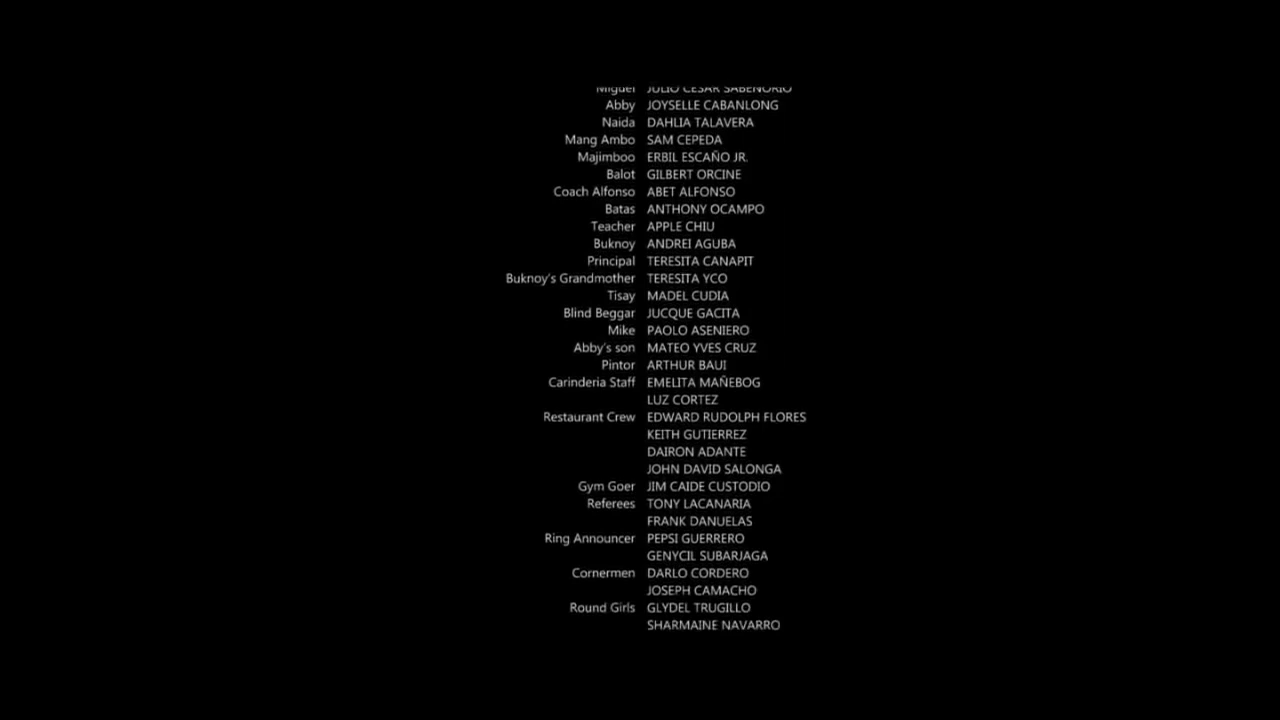 Miguel JULIO CESAR SABENORIO
Abby JOYSELLE CABANLONG
Naida DAHLIA TALAVERA
Mang Ambo SAM CEPEDA
Majimboo ERBIL ESCAÑO JR.
Balot GILBERT ORCINE
Coach Alfonso ABET ALFONSO
Batas ANTHONY OCAMPO
Teacher APPLE CHIU
Buknoy ANDREI AGUBA
Principal TERESITA CANAPIT
Buknoy's Grandmother TERESITA YCO
Tisay MADEL CUDIA
Blind Beggar JUCQUE GACITA
Mike PAOLO ASENIERO
Abby's son MATEO YVES CRUZ
Pintor ARTHUR BAUI
Carinderia Staff EMELITA MAÑEBOG
LUZ CORTEZ
Restaurant Crew EDWARD RUDOLPH FLORES
KEITH GUTIERREZ
DAIRON ADANTE
JOHN DAVID SALONGA
Gym Goer JIM CAIDE CUSTODIO
Referees TONY LACANARIA
FRANK DANUELAS
Ring Announcer PEPSI GUERRERO
GENYCIL SUBARJAGA
Cornermen DARLO CORDERO
JOSEPH CAMACHO
Round Girls GLYDEL TRUGILLO
SHARMAINE NAVARRO